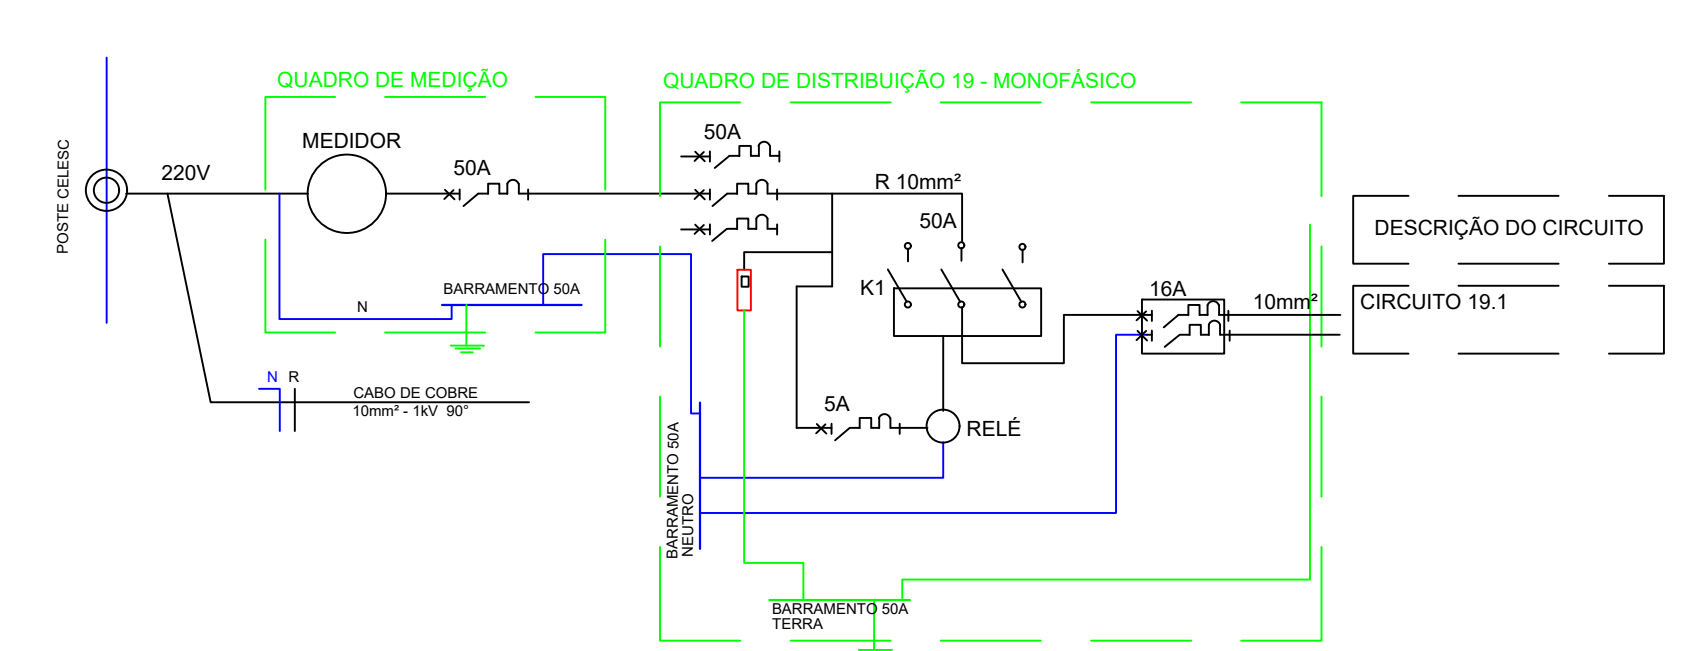 QUADRO DE MEDIÇÃO
QUADRO DE DISTRIBUIÇÃO 19 - MONOFÁSICO
POSTE CELESC
220V
MEDIDOR
50A
50A
R 10mm²
50A
K1
BARRAMENTO 50A
N
N R
CABO DE COBRE
10mm² - 1kV 90°
5A
RELÉ
BARRAMENTO 50A
NEUTRO
BARRAMENTO 50A
TERRA
16A
10mm²
DESCRIÇÃO DO CIRCUITO
CIRCUITO 19.1